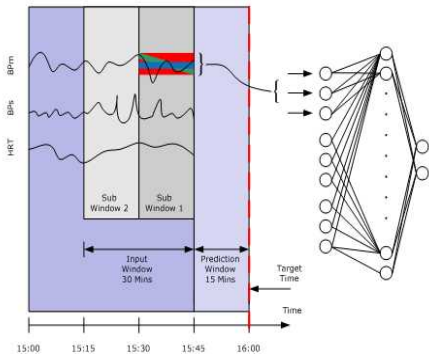 BPm
BPs
HRT
Sub
Window 2
Sub
Window 1
Input
Window
30 Mins
Prediction
Window
15 Mins
Target
Time
Time
15:00
15:15
15:30
15:45
16:00